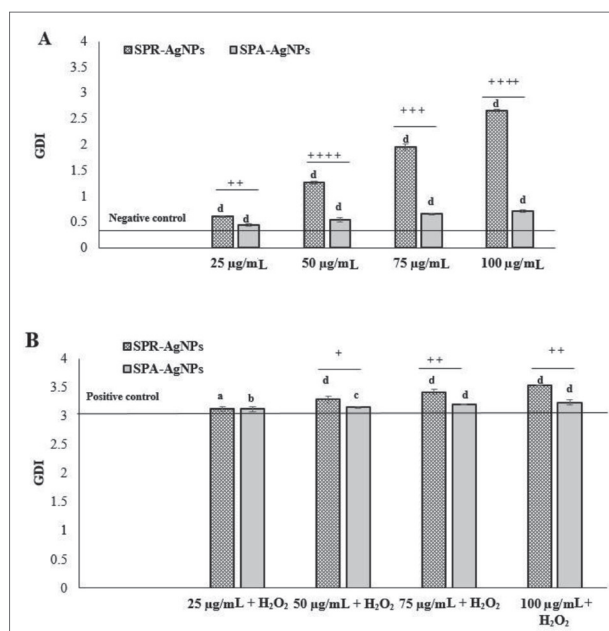 A
SPR-AgNPs SPA-AgNPs
GDI
4
3.5
3
2.5
2
1.5
1
0.5
0
Negative control
++
++++
+++
++++
d d d d d d d d
25 µg/mL 50 µg/mL 75 µg/mL 100 µg/mL
B
SPR-AgNPs
SPA-AgNPs
GDI
4
3.5
3
2.5
2
1.5
1
0.5
0
Positive control
+
++
++
a b d c d d d d
25 µg/mL + H₂O₂ 50 µg/mL + H₂O₂ 75 µg/mL + H₂O₂ 100 µg/mL+
H₂O₂